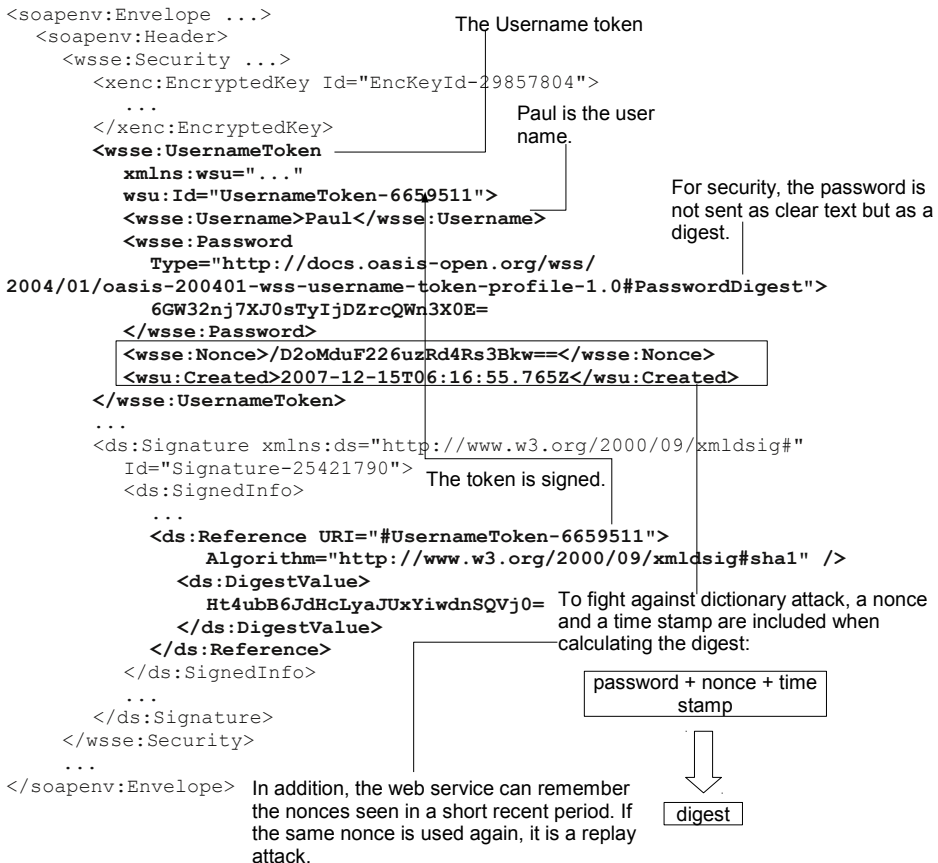 <soapenv:Envelope ...>
<soapenv:Header>
The Username token
<wsse:Security ...>
<xenc:EncryptedKey Id="EncKeyId-29857804">
...
</xenc:EncryptedKey>
Paul is the user
name.
<wsse:UsernameToken
xmlns:wsu="..."
wsu:Id="UsernameToken-6659511">
<wsse:Username>Paul</wsse:Username>
For security, the password is
not sent as clear text but as a
digest.
<wsse:Password
Type="http://docs.oasis-open.org/wss/
2004/01/oasis-200401-wss-username-token-profile-1.0#PasswordDigest">
6GW32nj7XJ0sTyIjDZrcQWn3X0E=
</wsse:Password>
<wsse:Nonce>/D2oMduF226uzRd4Rs3Bkw==</wsse:Nonce>
<wsu:Created>2007-12-15T06:16:55.765Z</wsu:Created>
</wsse:UsernameToken>
...
<ds:Signature xmlns:ds="http://www.w3.org/2000/09/xmldsig#"
Id="Signature-25421790">
The token is signed.
<ds:SignedInfo>
...
<ds:Reference URI="#UsernameToken-6659511">
Algorithm="http://www.w3.org/2000/09/xmldsig#sha1" />
<ds:DigestValue>
Ht4ubB6JdHcLyaJUxYiwdnSQVj0=
</ds:DigestValue>
</ds:Reference>
</ds:SignedInfo>
...
</ds:Signature>
</wsse:Security>
...
</soapenv:Envelope>
To fight against dictionary attack, a nonce
and a time stamp are included when
calculating the digest:
password + nonce + time
stamp
digest
In addition, the web service can remember
the nonces seen in a short recent period. If
the same nonce is used again, it is a replay
attack.